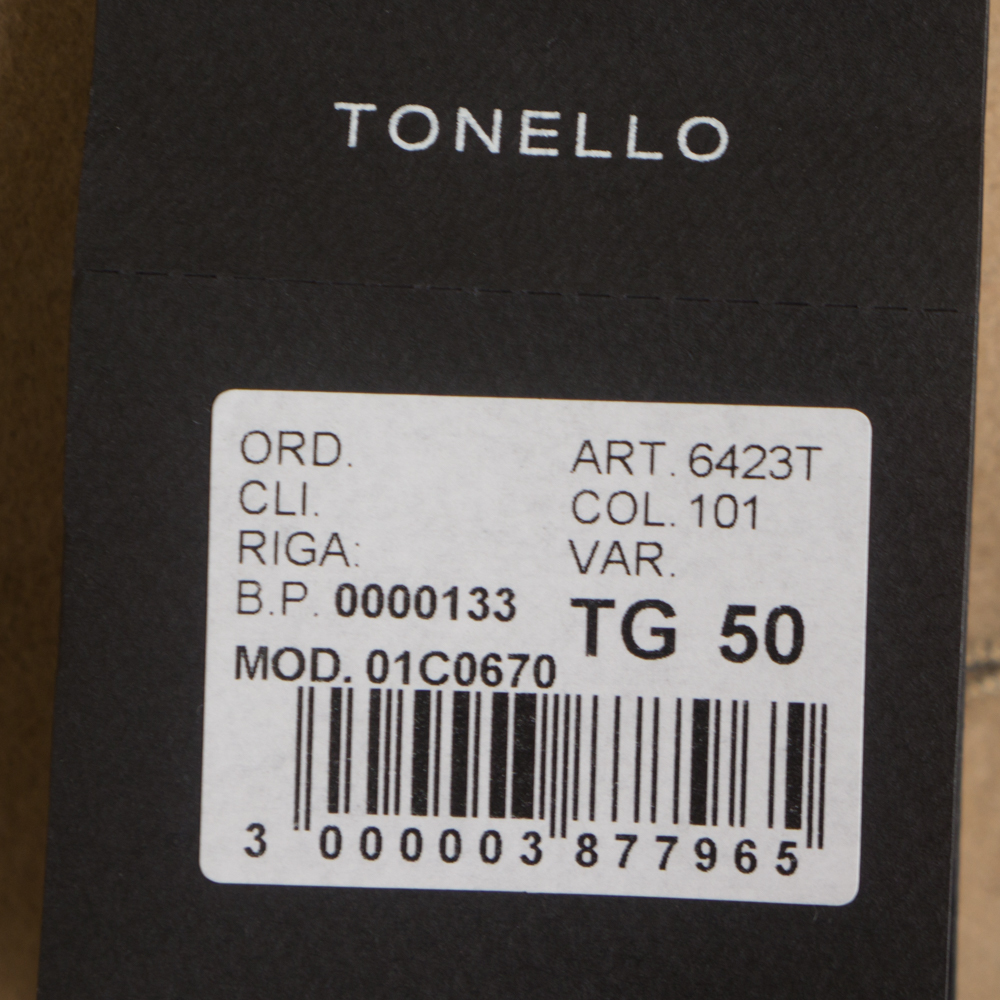 TONELLO
ORD.
CLI.
RIGA:
B.P. 0000133
MOD. 01C0670
ART. 6423T
COL. 101
VAR.
TG 50
3 000003 877965